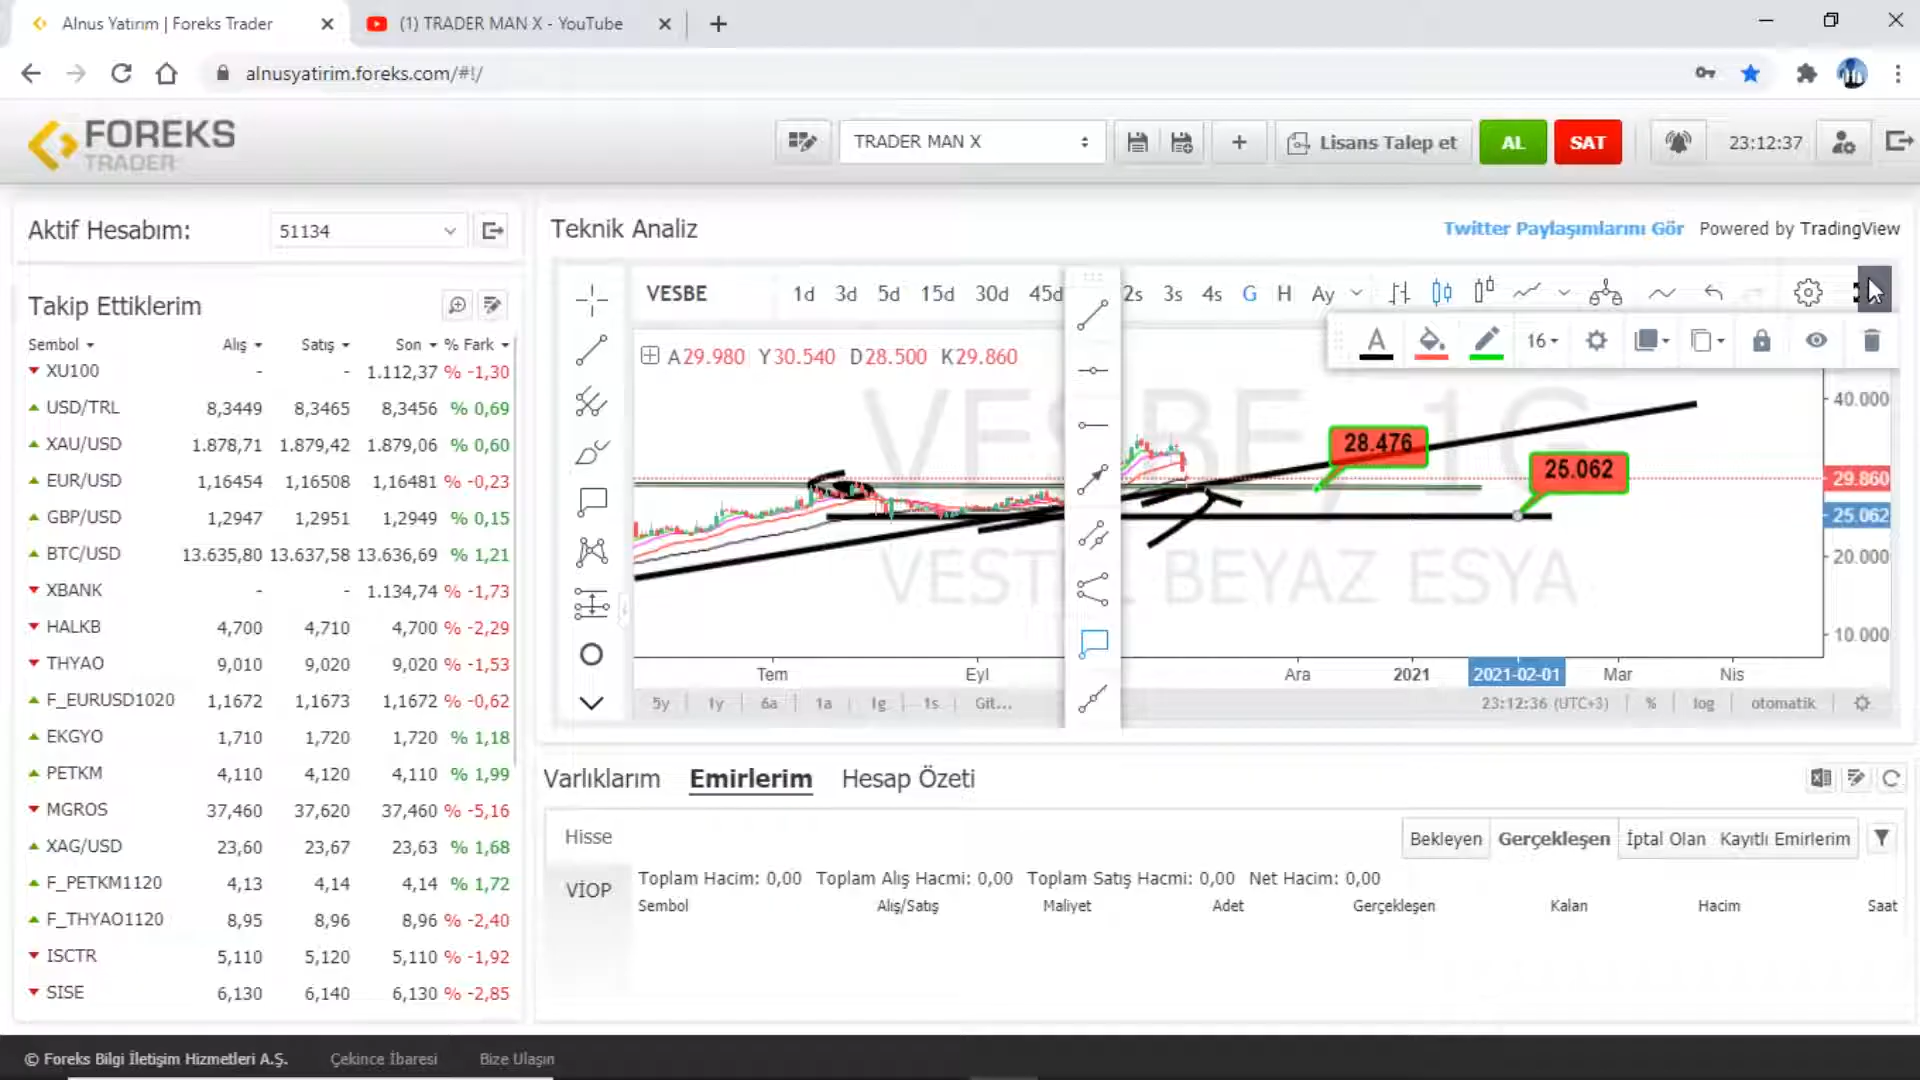 Alnus Yatırım | Foreks Trader
(1) TRADER MAN X - YouTube
alnusyatirim.foreks.com/#!/
FOREKS
TRADER
TRADER MAN X
Lisans Talep et
AL
SAT
23:12:37
Aktif Hesabım:
51134
Teknik Analiz
Twitter Paylaşımlarını Gör
Powered by TradingView
Takip Ettiklerim
Sembol Alış Satış Son % Fark
XU100 - - 1.112,37 % -1,30
USD/TRL 8,3449 8,3465 8,3456 % 0,69
XAU/USD 1.878,71 1.879,42 1.879,06 % 0,60
EUR/USD 1,16454 1,16508 1,16481 % -0,23
GBP/USD 1,2947 1,2951 1,2949 % 0,15
BTC/USD 13.635,80 13.637,58 13.636,69 % 1,21
XBANK - - 1.134,74 % -1,73
HALKB 4,700 4,710 4,700 % -2,29
THYAO 9,010 9,020 9,020 % -1,53
F_EURUSD1020 1,1672 1,1673 1,1672 % -0,62
EKGYO 1,710 1,720 1,720 % 1,18
PETKM 4,110 4,120 4,110 % 1,99
MGROS 37,460 37,620 37,460 % -5,16
XAG/USD 23,60 23,67 23,63 % 1,68
F_PETKM1120 4,13 4,14 4,14 % 1,72
F_THYAO1120 8,95 8,96 8,96 % -2,40
ISCTR 5,110 5,120 5,110 % -1,92
SISE 6,130 6,140 6,130 % -2,85
VESBE 1d 3d 5d 15d 30d 45d 2s 3s 4s G H Ay
A 16
A29.980 Y30.540 D28.500 K29.860
VESBE, 1G
VESTEL BEYAZ ESYA
28.476
25.062
40.000
29.860
25.062
20.000
10.000
Tem Eyl Ara 2021 2021-02-01 Mar Nis
5y 1y 6a 1a 1g 1s Git...
23:12:36 (UTC+3) % log otomatik
Varlıklarım Emirlerim Hesap Özeti
Hisse
VİOP
Bekleyen Gerçekleşen İptal Olan Kayıtlı Emirlerim
Toplam Hacim: 0,00 Toplam Alış Hacmi: 0,00 Toplam Satış Hacmi: 0,00 Net Hacim: 0,00
Sembol Alış/Satış Maliyet Adet Gerçekleşen Kalan Hacim Saat
© Foreks Bilgi İletişim Hizmetleri A.Ş. Çekince İbaresi Bize Ulaşın